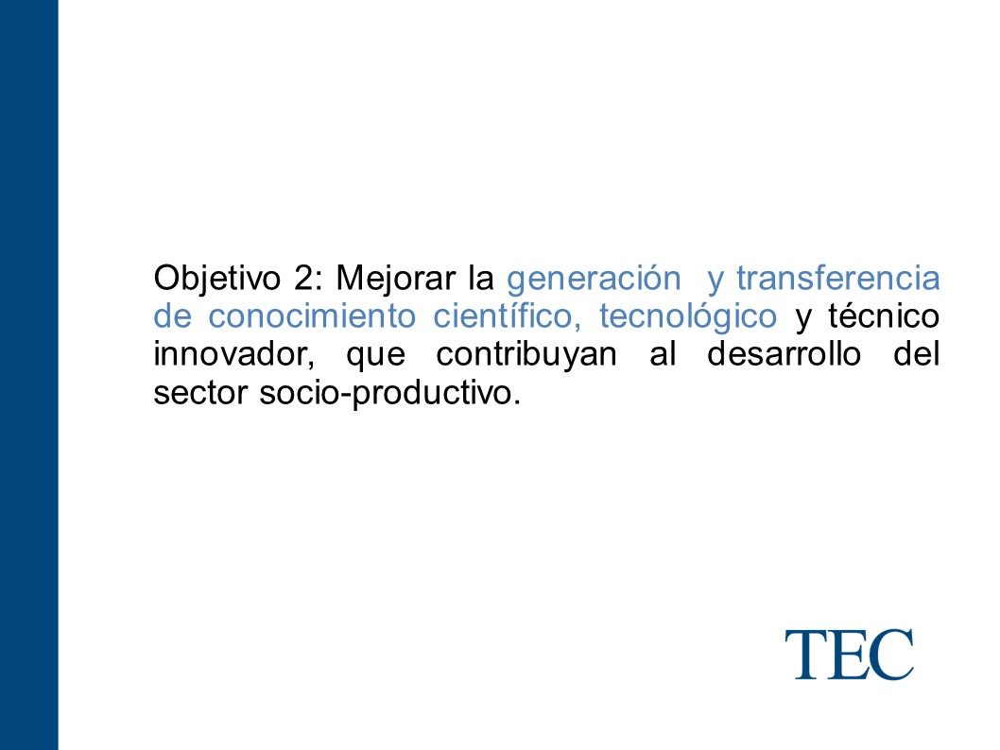 Objetivo 2: Mejorar la generación y transferencia
de conocimiento científico, tecnológico y técnico
innovador, que contribuyan al desarrollo del
sector socio-productivo.
TEC